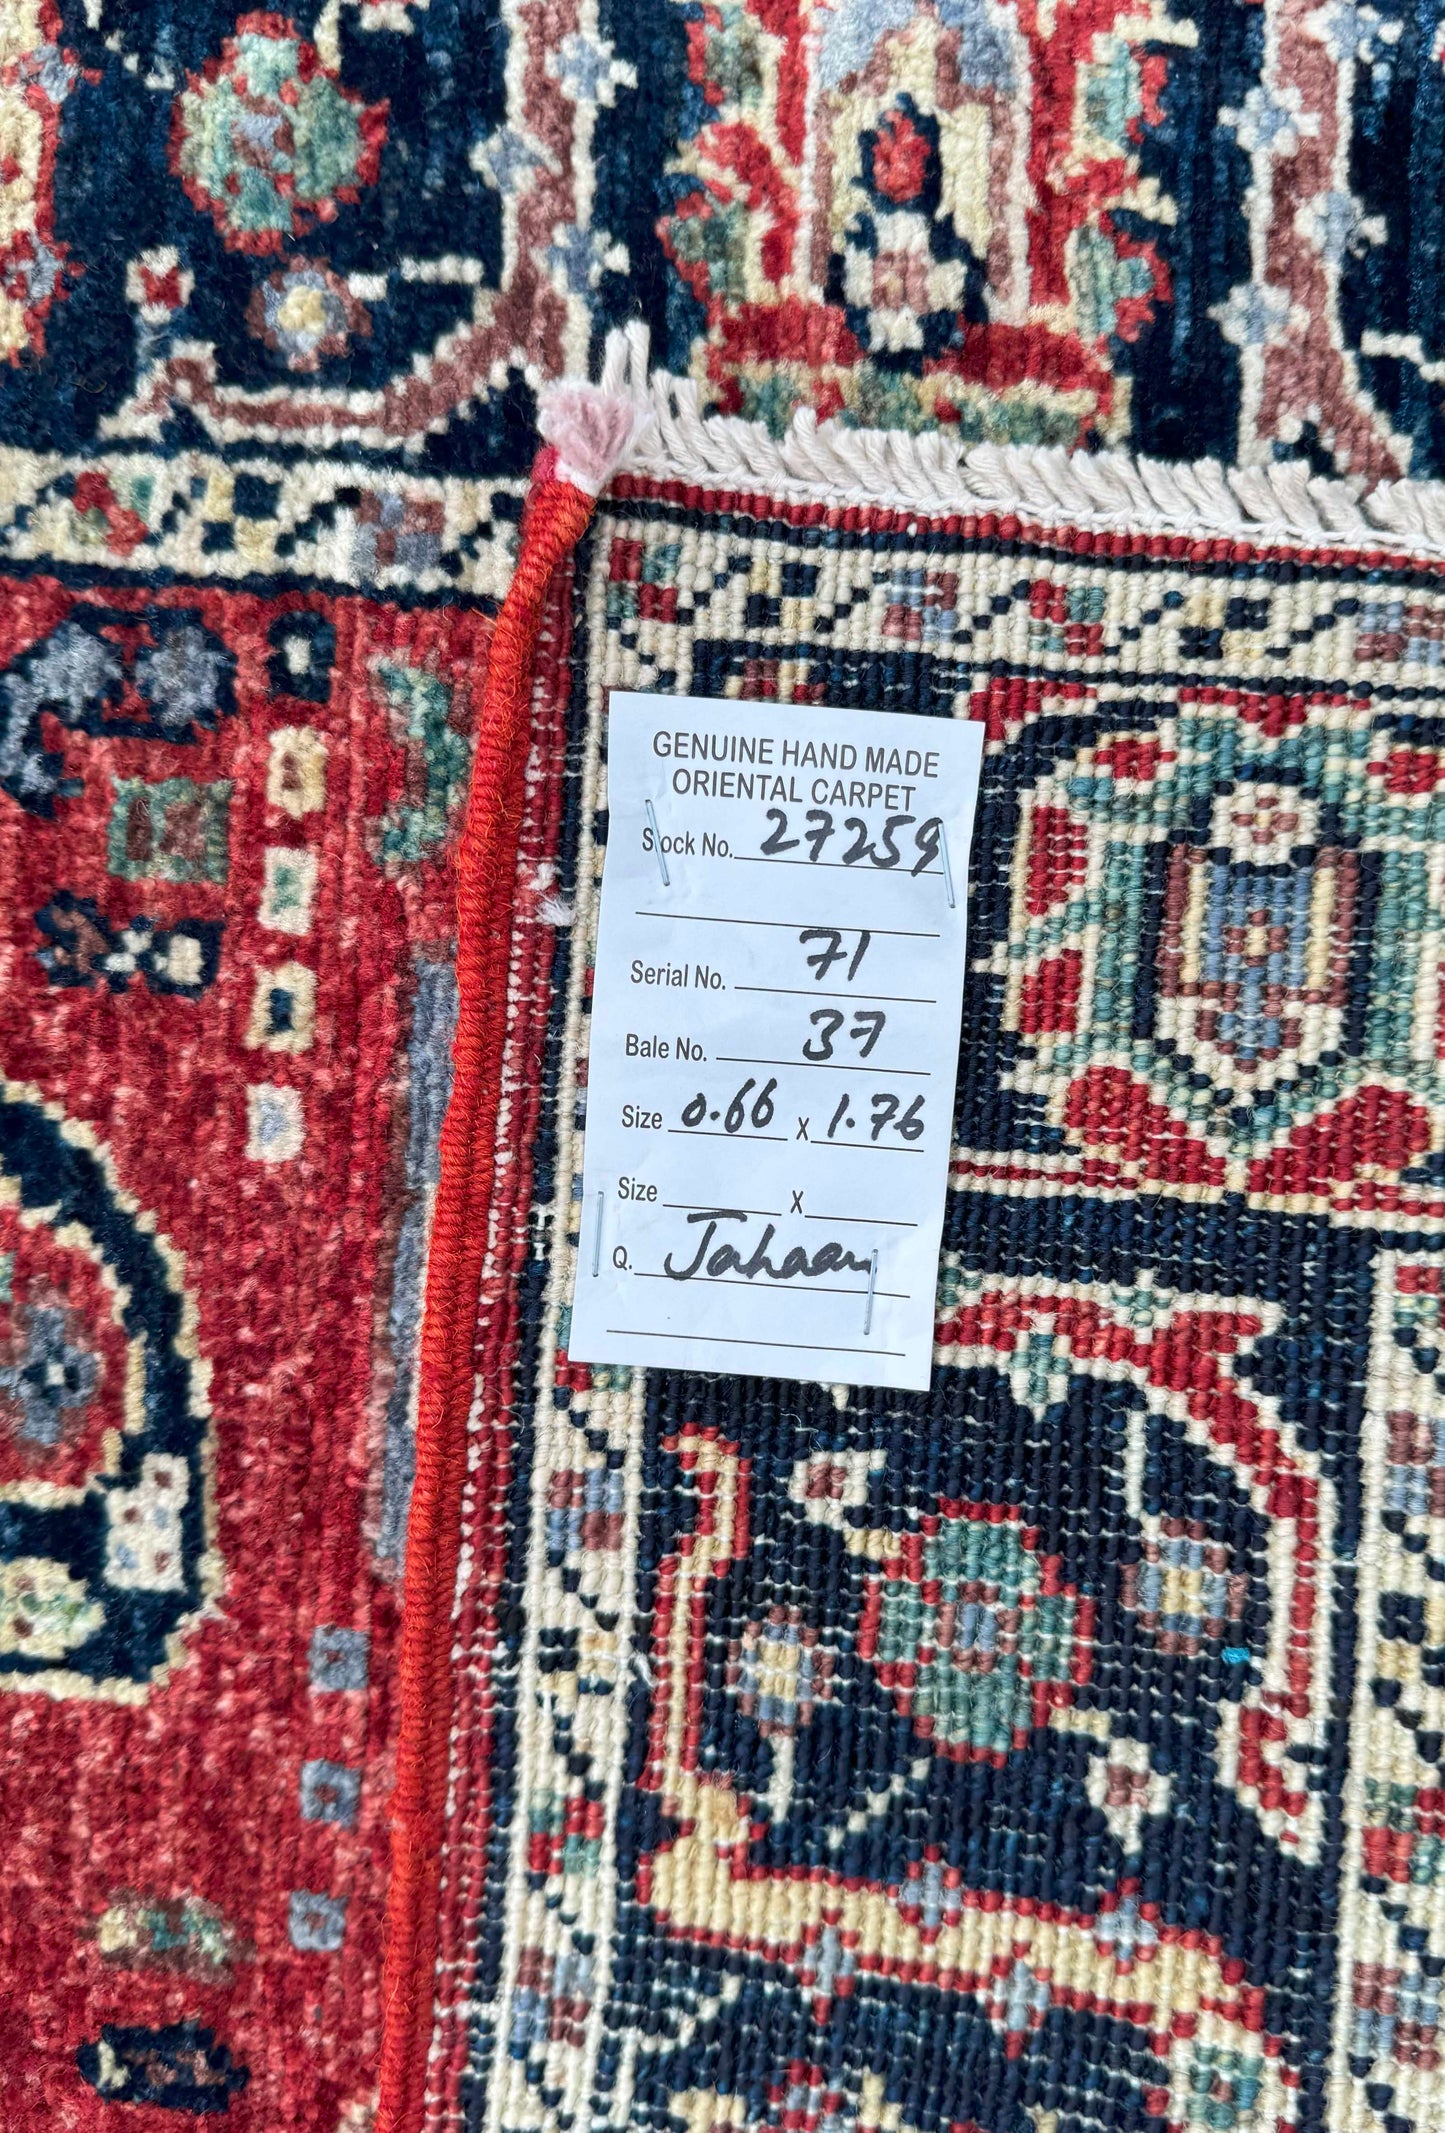 GENUINE HAND MADE
ORIENTAL CARPET
Stock No. 27259
Serial No. 71
Bale No. 37
Size 0.66 X 1.76
Size X
Q. Jahaan